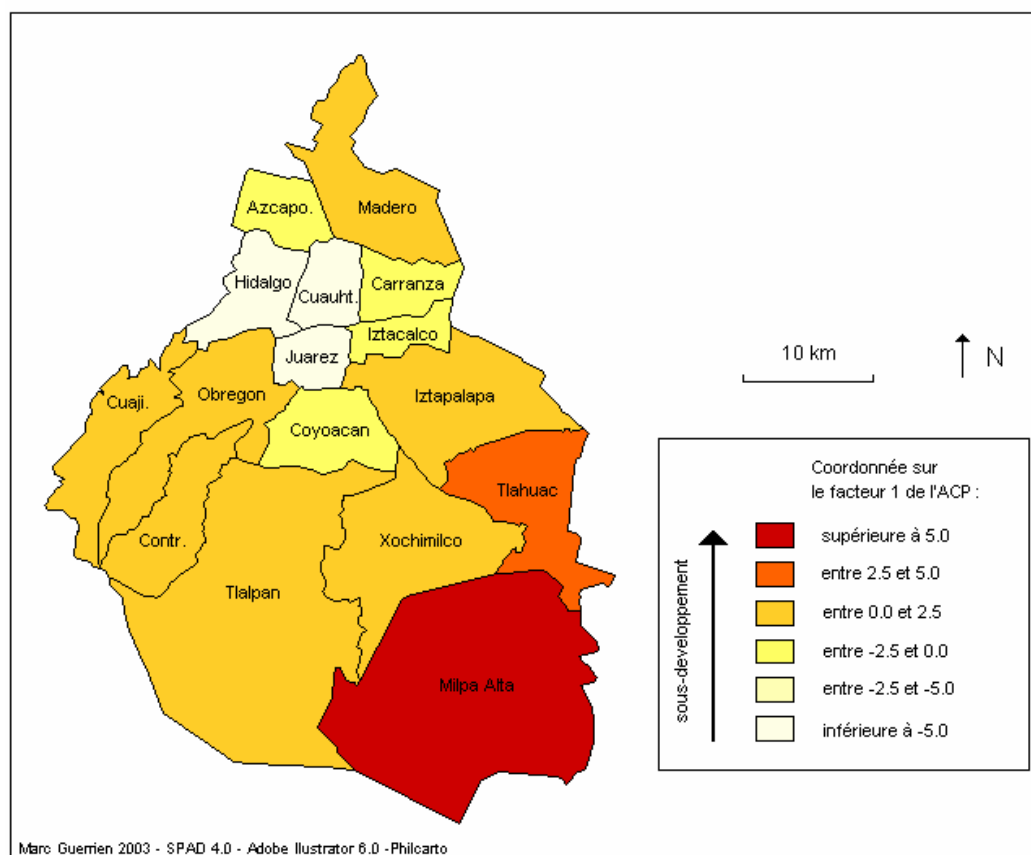 Azcapo.
Madero
Hidalgo
Cuauht.
Carranza
Iztacalco
Juarez
Cuaji.
Obregon
Iztapalapa
Coyoacan
Tlahuac
Contr.
Xochimilco
Tlalpan
Milpa Alta
10 km
N
Coordonnée sur
le facteur 1 de l'ACP :
sous-developpement
supérieure à 5.0
entre 2.5 et 5.0
entre 0.0 et 2.5
entre -2.5 et 0.0
entre -2.5 et -5.0
inférieure à -5.0
Marc Guerrien 2003 - SPAD 4.0 - Adobe Ilustrator 6.0 -Philcarto